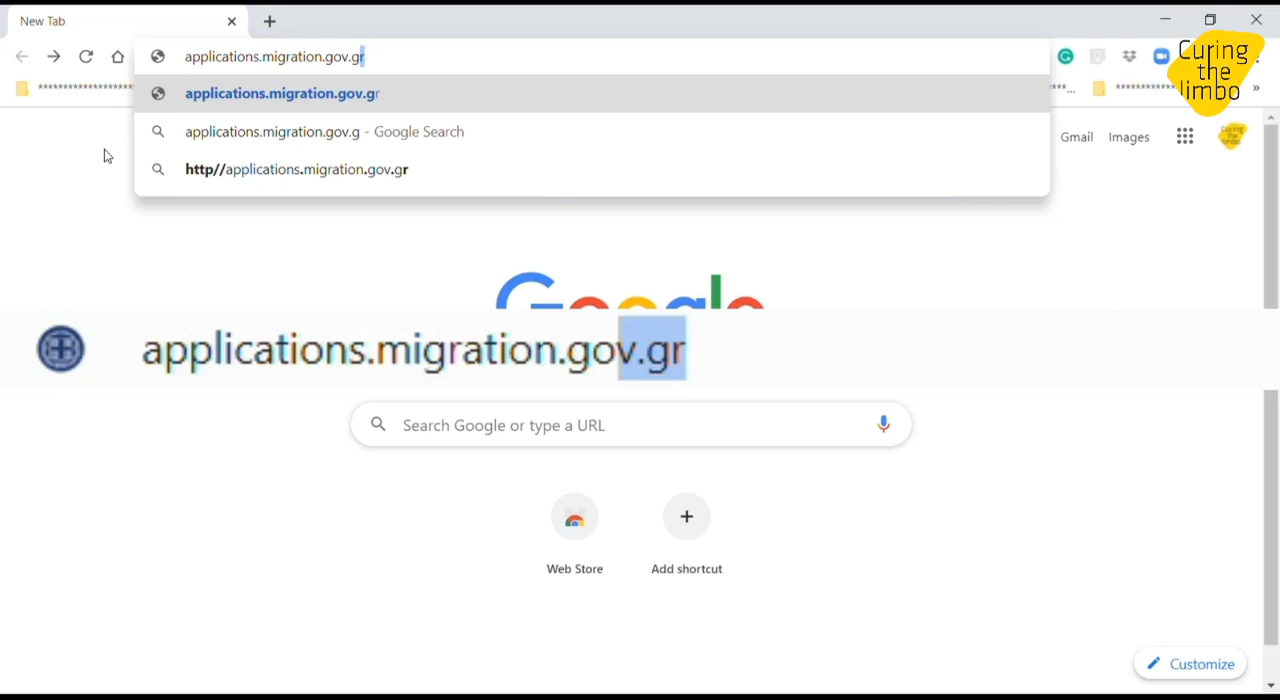 New Tab
applications.migration.gov.gr
applications.migration.gov.gr
applications.migration.gov.g - Google Search
http//applications.migration.gov.gr
Curing
the
limbo
Gmail
Images
Google
applications.migration.gov.gr
Search Google or type a URL
Web Store
Add shortcut
Customize